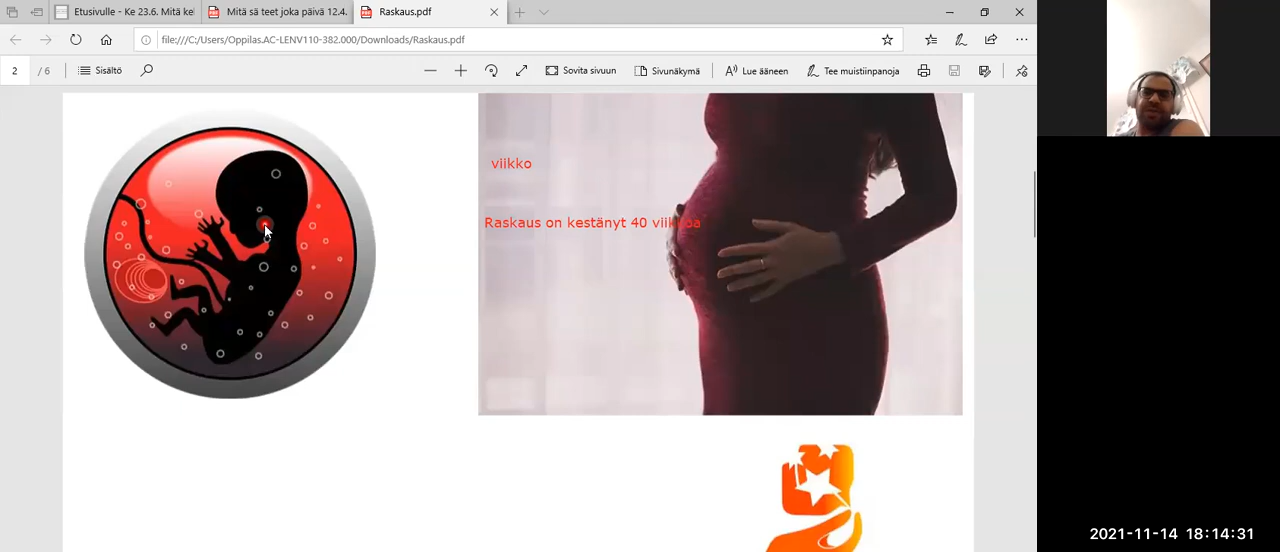 Etusivulle - Ke 23.6. Mitä ke
Mitä sä teet joka päivä 12.4.
Raskaus.pdf
file:///C:/Users/Oppilas.AC-LENV110-382.000/Downloads/Raskaus.pdf
2 / 6 Sisältö Sovita sivuun Sivunäkymä Lue ääneen Tee muistiinpanoja
viikko
Raskaus on kestänyt 40 viikkoa
2021-11-14 18:14:31